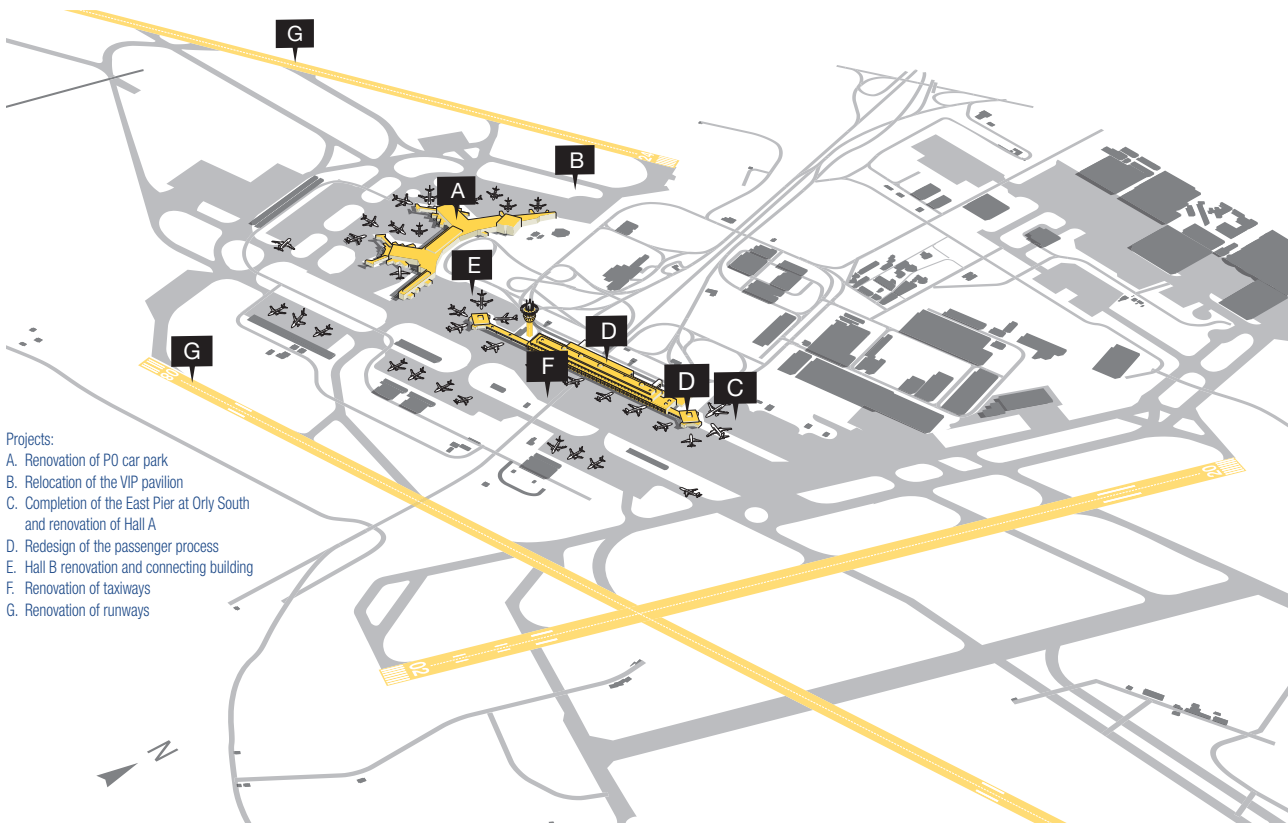 G
B
A
E
D
G
F
D
C
Projects:
A. Renovation of P0 car park
B. Relocation of the VIP pavilion
C. Completion of the East Pier at Orly South
and renovation of Hall A
D. Redesign of the passenger process
E. Hall B renovation and connecting building
F. Renovation of taxiways
G. Renovation of runways
02
N